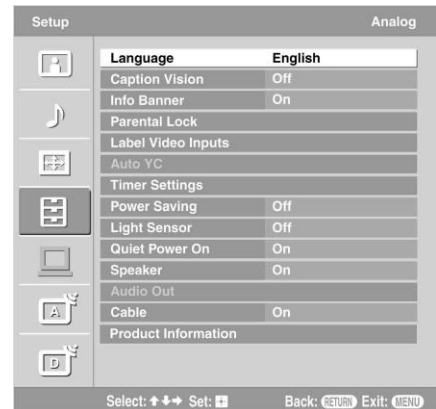 Setup Analog
Language English
Caption Vision Off
Info Banner On
Parental Lock
Label Video Inputs
Auto YC
Timer Settings
Power Saving Off
Light Sensor Off
Quiet Power On On
Speaker On
Audio Out
Cable On
Product Information
A
D
Select: ↑↓→ Set: ⊞ Back: RETURN Exit: MENU